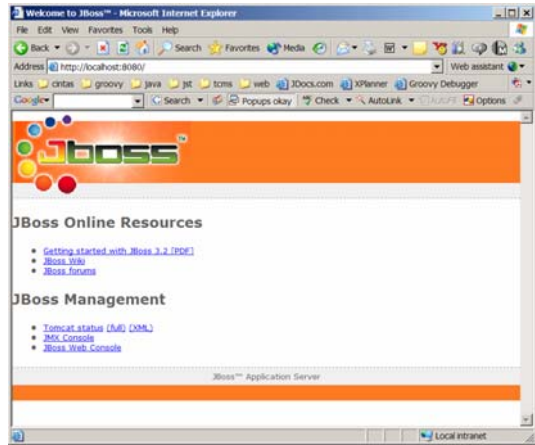 Welcome to JBoss™ - Microsoft Internet Explorer
File Edit View Favorites Tools Help
Back Search Favorites Media
Address http://localhost:8080/ Web assistant
Links cintas groovy java jst tcms web JDocs.com XPlanner Groovy Debugger
Google Search Popups okay Check AutoLink AutoFill Options
Jboss™
JBoss Online Resources
Getting started with JBoss 3.2 [PDF]
JBoss Wiki
JBoss forums
JBoss Management
Tomcat status (full) (XML)
JMX Console
JBoss Web Console
JBoss™ Application Server
Local intranet